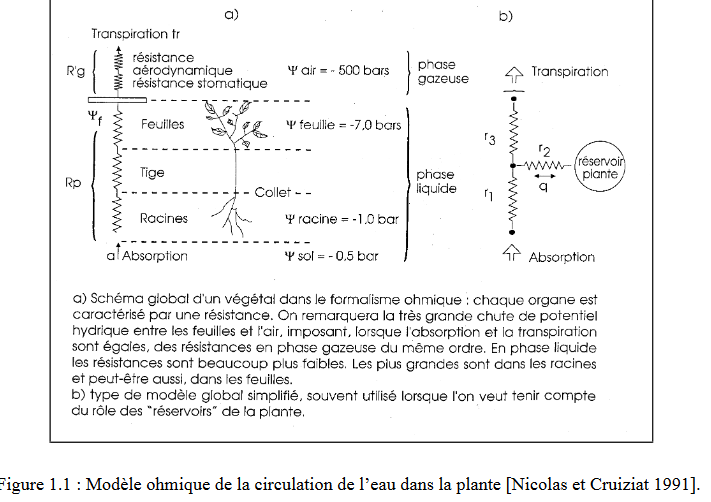 a)
Transpiration tr
R'g
résistance
aérodynamique
résistance stomatique
Ψ air = - 500 bars
phase
gazeuse
Ψf
Feuilles
Ψ feuille = -7,0 bars
Rp
Tige
Collet
phase
liquide
Racines
Ψ racine = -1,0 bar
a Absorption
Ψ sol = - 0,5 bar
b)
Transpiration
r3
r2
réservoir
plante
q
r1
Absorption
a) Schéma global d'un végétal dans le formalisme ohmique : chaque organe est
caractérisé par une résistance. On remarquera la très grande chute de potentiel
hydrique entre les feuilles et l'air, imposant, lorsque l'absorption et la transpiration
sont égales, des résistances en phase gazeuse du même ordre. En phase liquide
les résistances sont beaucoup plus faibles. Les plus grandes sont dans les racines
et peut-être aussi, dans les feuilles.
b) type de modèle global simplifié, souvent utilisé lorsque l'on veut tenir compte
du rôle des "réservoirs" de la plante.
Figure 1.1 : Modèle ohmique de la circulation de l'eau dans la plante [Nicolas et Cruiziat 1991].